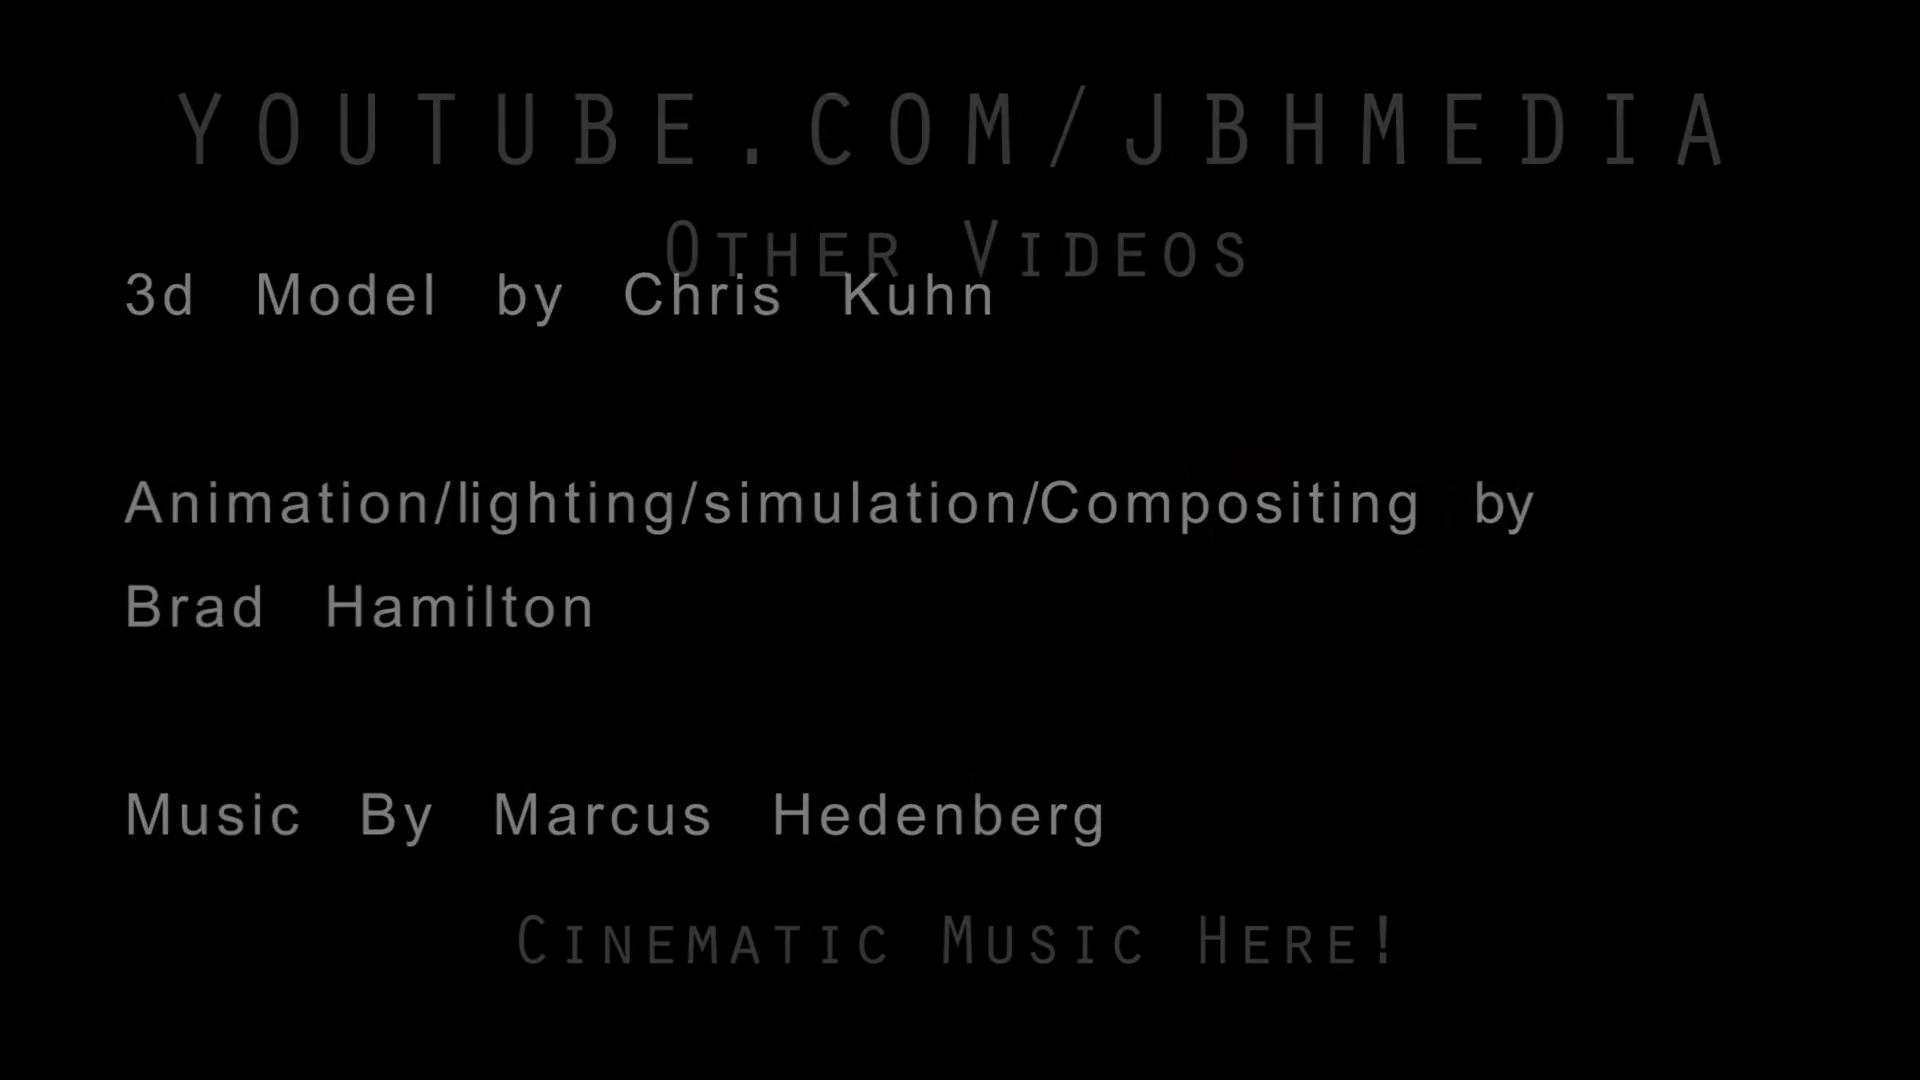 YOUTUBE.COM/JBHMEDIA
OTHER VIDEOS
3d Model by Chris Kuhn
Animation/lighting/simulation/Compositing by
Brad Hamilton
Music By Marcus Hedenberg
CINEMATIC MUSIC HERE!